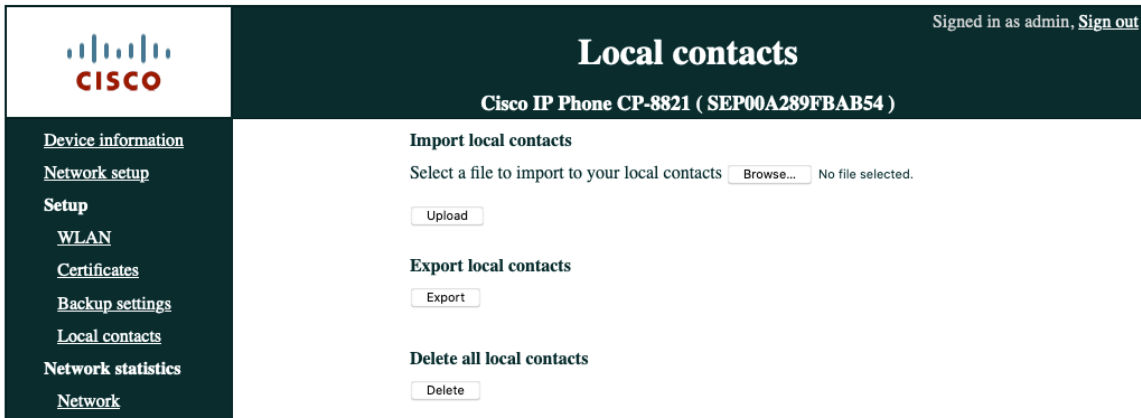 Signed in as admin, Sign out
CISCO
Local contacts
Cisco IP Phone CP-8821 ( SEP00A289FBAB54 )
Device information
Network setup
Setup
WLAN
Certificates
Backup settings
Local contacts
Network statistics
Network
Import local contacts
Select a file to import to your local contacts Browse... No file selected.
Upload
Export local contacts
Export
Delete all local contacts
Delete